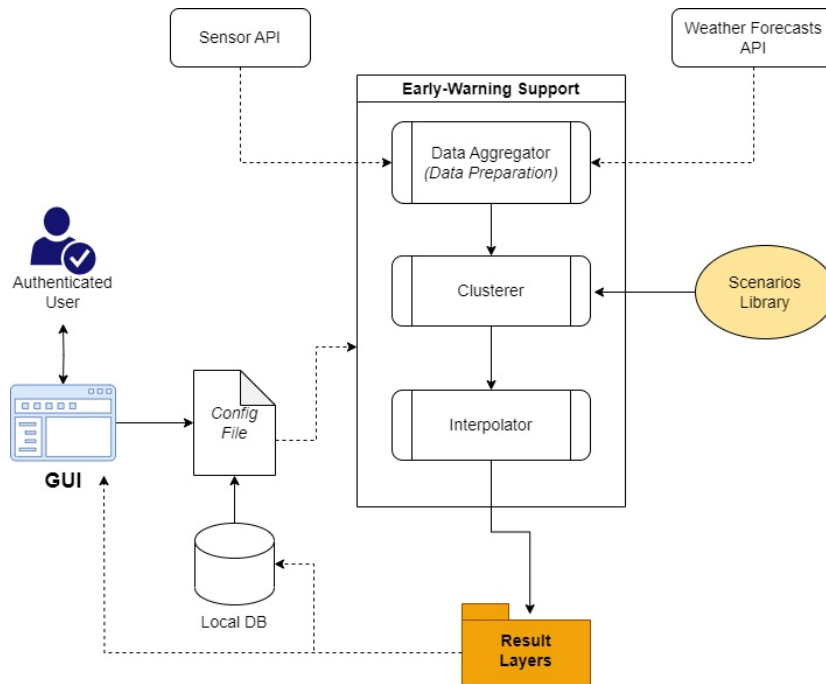 Sensor API
Weather Forecasts
API
Early-Warning Support
Data Aggregator
(Data Preparation)
Authenticated
User
Clusterer
Scenarios
Library
Config
File
Interpolator
GUI
Local DB
Result
Layers